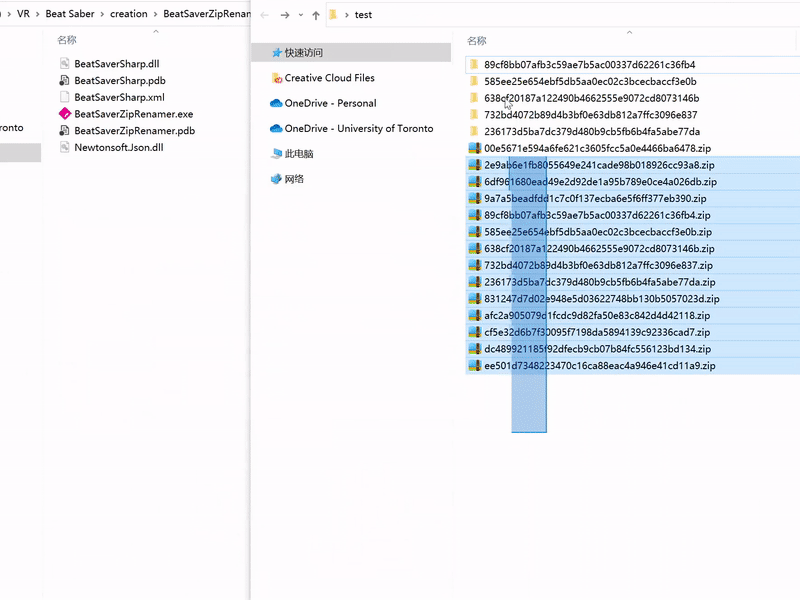 VR > Beat Saber > creation > BeatSaverZipRenan
名称
BeatSaverSharp.dll
BeatSaverSharp.pdb
BeatSaverSharp.xml
BeatSaverZipRenamer.exe
BeatSaverZipRenamer.pdb
Newtonsoft.Json.dll
ronto
test
快速访问
Creative Cloud Files
OneDrive - Personal
OneDrive - University of Toronto
此电脑
网络
名称
89cf8bb07afb3c59ae7b5ac00337d62261c36fb4
585ee25e654ebf5db5aa0ec02c3bcecbaccf3e0b
638cf20187a122490b4662555e9072cd8073146b
732bd4072b89d4b3bf0e63db812a7ffc3096e837
236173d5ba7dc379d480b9cb5fb6b4fa5abe77da
00e5671e594a6fe621c3605fcc5a0e4466ba6478.zip
2e9ab6e1fb8055649e241cade98b018926cc93a8.zip
6df961680ead49e2d92de1a95b789e0ce4a026db.zip
9a7a5beadfdd1c7c0f137ecba6e5f6ff377eb390.zip
89cf8bb07afb3c59ae7b5ac00337d62261c36fb4.zip
585ee25e654ebf5db5aa0ec02c3bcecbaccf3e0b.zip
638cf20187a122490b4662555e9072cd8073146b.zip
732bd4072b89d4b3bf0e63db812a7ffc3096e837.zip
236173d5ba7dc379d480b9cb5fb6b4fa5abe77da.zip
831247d7d02e948e5d03622748bb130b5057023d.zip
afc2a905079d1fcdc9d82fa50e83c842d4d42118.zip
cf5e32d6b7f30095f7198da5894139c92336cad7.zip
dc489921185f92dfecb9cb07b84fc556123bd134.zip
ee501d7348223470c16ca88eac4a946e41cd11a9.zip